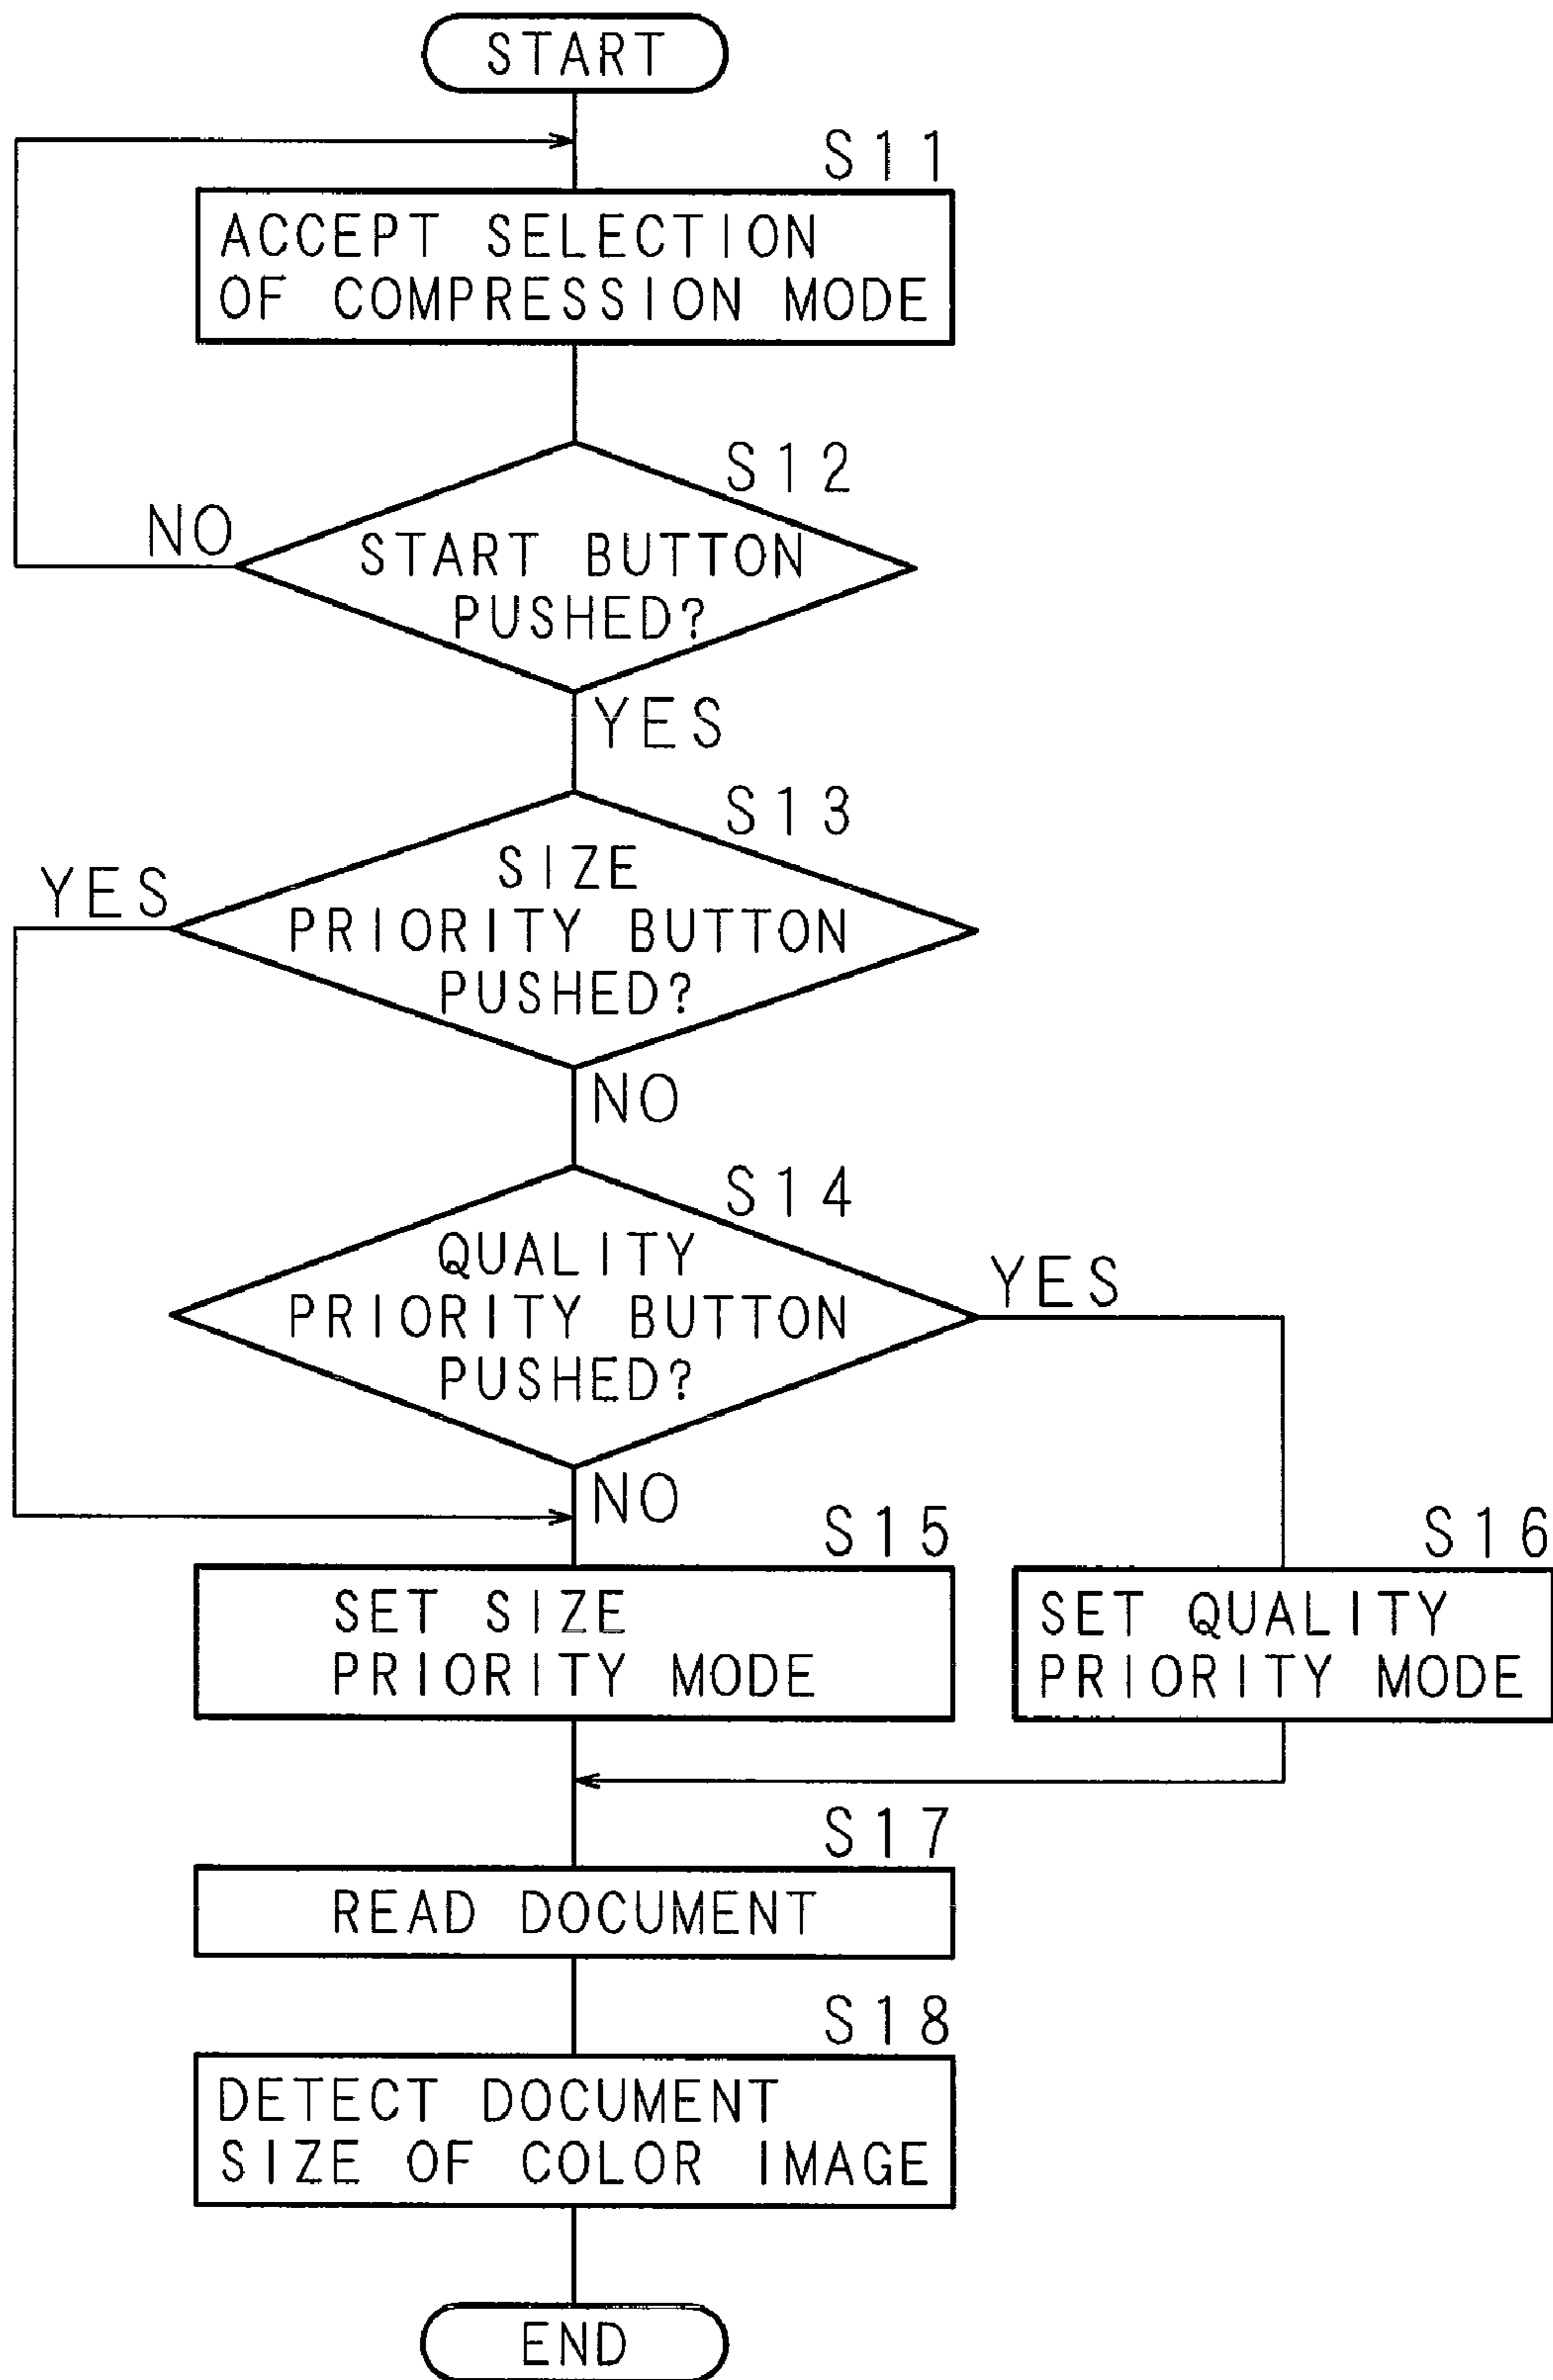 START
S11
ACCEPT SELECTION
OF COMPRESSION MODE
S12
NO
START BUTTON
PUSHED?
YES
S13
YES
SIZE
PRIORITY BUTTON
PUSHED?
NO
S14
QUALITY
PRIORITY BUTTON
PUSHED?
YES
NO
S15
SET SIZE
PRIORITY MODE
S16
SET QUALITY
PRIORITY MODE
S17
READ DOCUMENT
S18
DETECT DOCUMENT
SIZE OF COLOR IMAGE
END